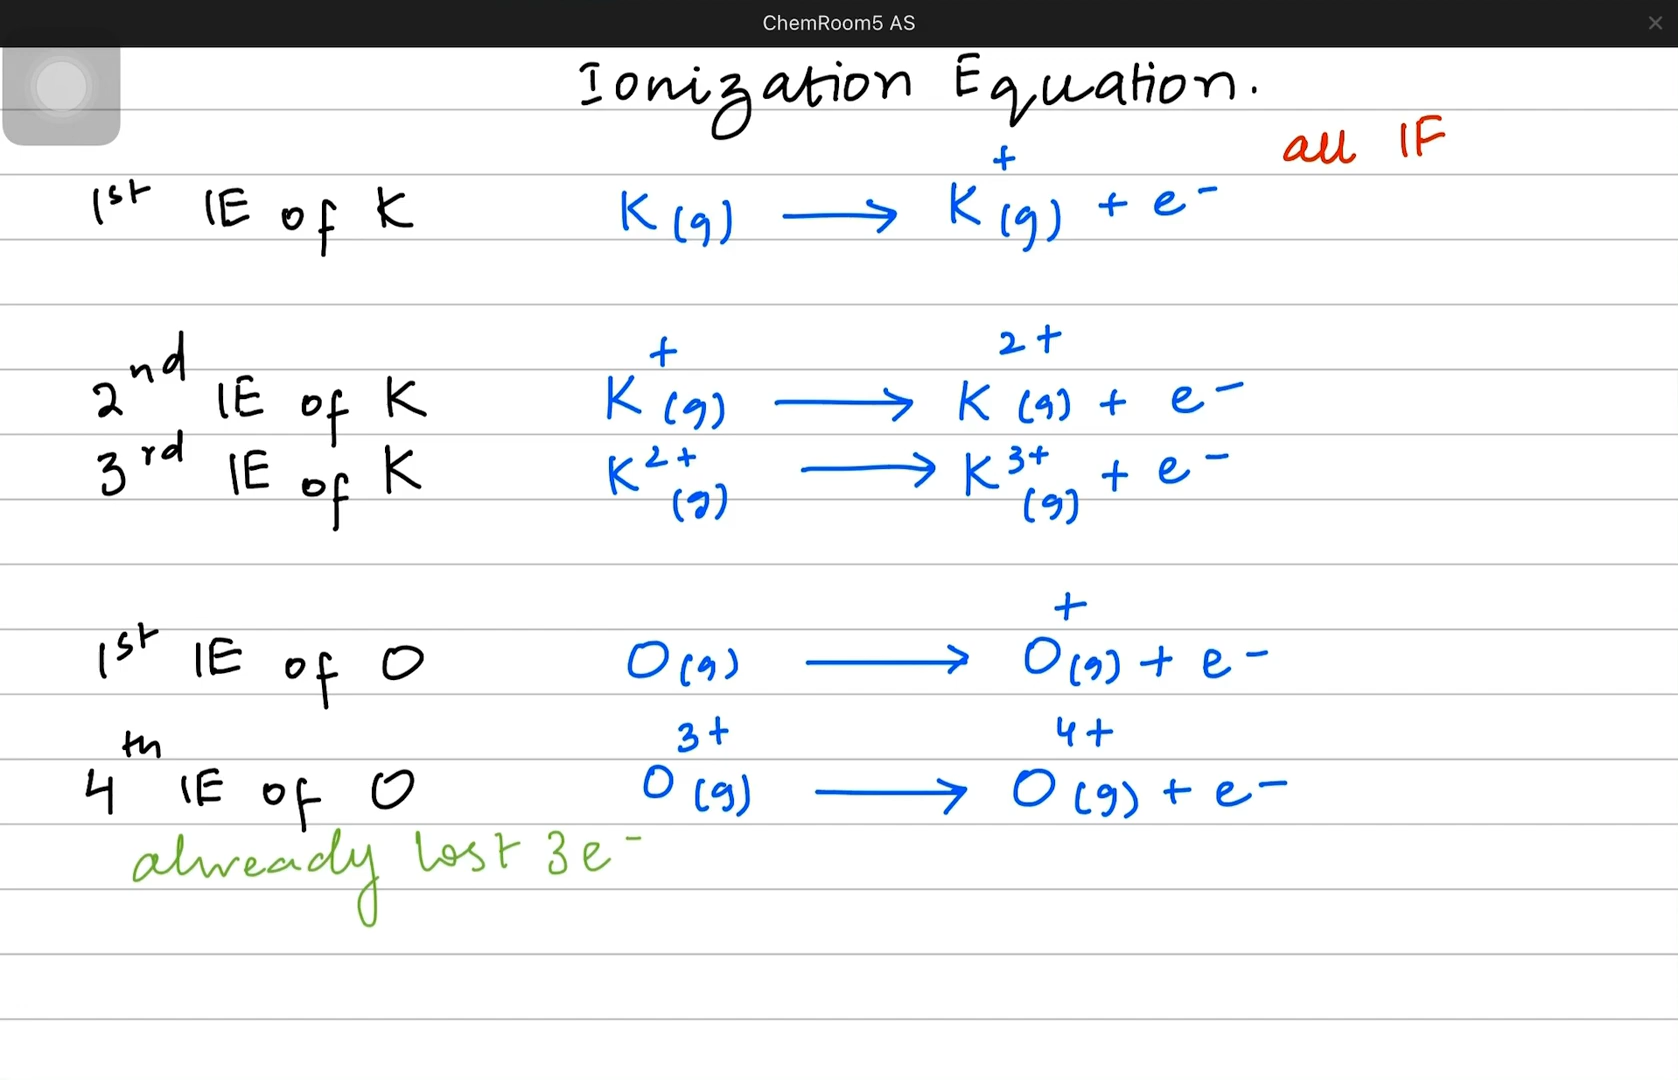 ChemRoom5 AS
Ionization Equation.
all IF
1st IE of K K(g) ⟶ K⁺(g) + e⁻
2nd IE of K K⁺(g) ⟶ K²⁺(g) + e⁻
3rd IE of K K²⁺(g) ⟶ K³⁺(g) + e⁻
1st IE of O O(g) ⟶ O⁺(g) + e⁻
4th IE of O O³⁺(g) ⟶ O⁴⁺(g) + e⁻
already lost 3e⁻